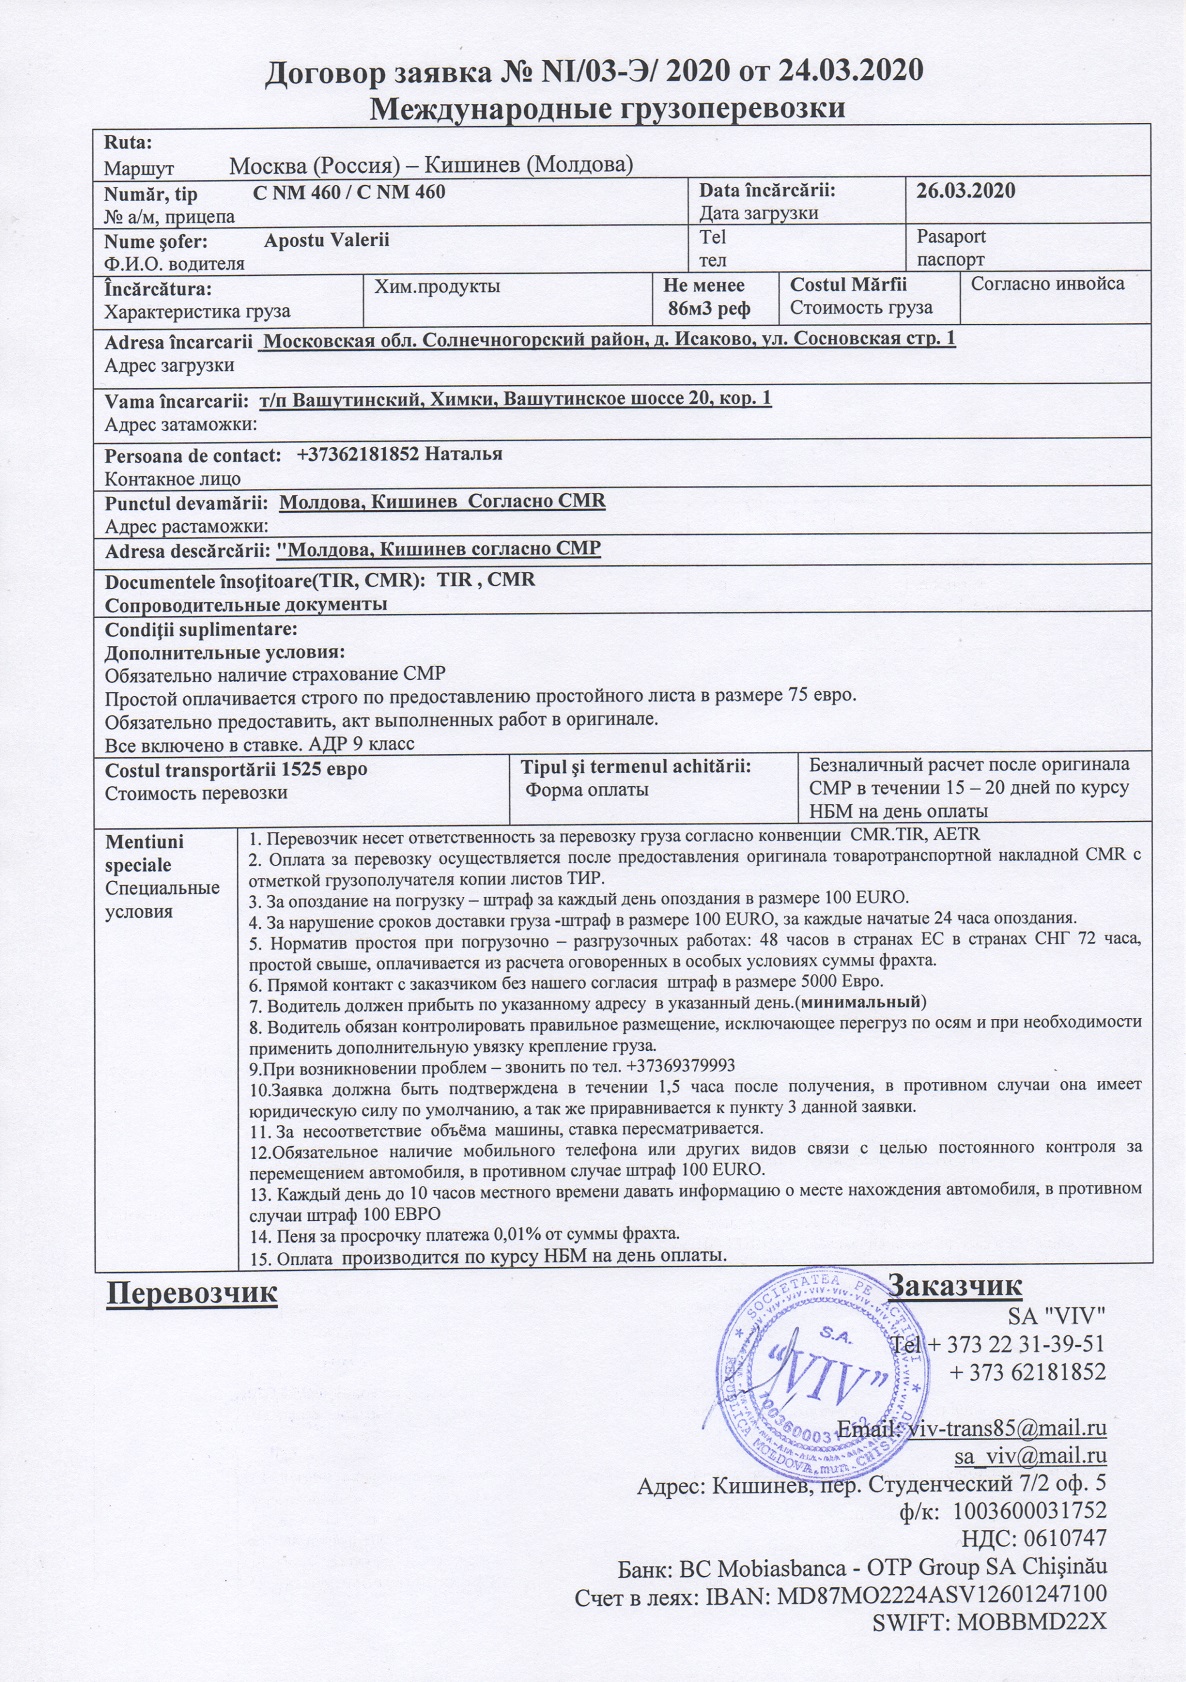 Договор заявка № NI/03-Э/ 2020 от 24.03.2020
Международные грузоперевозки
Ruta:
Маршрут Москва (Россия) – Кишинев (Молдова)
Număr, tip C NM 460 / C NM 460
№ а/м, прицепа
Data încărcării:
Дата загрузки
26.03.2020
Nume şofer: Apostu Valerii
Ф.И.О. водителя
Tel
тел
Pasaport
паспорт
Încărcătura:
Характеристика груза
Хим.продукты
Не менее
86м3 реф
Costul Mărfii
Стоимость груза
Согласно инвойса
Adresa încarcarii Московская обл. Солнечногорский район, д. Исаково, ул. Сосновская стр. 1
Адрес загрузки
Vama încarcarii: т/п Вашутинский, Химки, Вашутинское шоссе 20, кор. 1
Адрес затаможки:
Persoana de contact: +37362181852 Наталья
Контакное лицо
Punctul devamării: Молдова, Кишинев Согласно CMR
Адрес растаможки:
Adresa descărcării: "Молдова, Кишинев согласно СМР
Documentele însoţitoare(TIR, CMR): TIR , CMR
Сопроводительные документы
Condiţii suplimentare:
Дополнительные условия:
Обязательно наличие страхование СМР
Простой оплачивается строго по предоставлению простойного листа в размере 75 евро.
Обязательно предоставить, акт выполненных работ в оригинале.
Все включено в ставке. АДР 9 класс
Costul transportării 1525 евро
Стоимость перевозки
Tipul şi termenul achitării:
Форма оплаты
Безналичный расчет после оригинала
СМР в течении 15 – 20 дней по курсу
НБМ на день оплаты
Mentiuni
speciale
Специальные
условия
1. Перевозчик несет ответственность за перевозку груза согласно конвенции CMR.TIR, AETR
2. Оплата за перевозку осуществляется после предоставления оригинала товаротранспортной накладной CMR с
отметкой грузополучателя копии листов ТИР.
3. За опоздание на погрузку – штраф за каждый день опоздания в размере 100 EURO.
4. За нарушение сроков доставки груза -штраф в размере 100 EURO, за каждые начатые 24 часа опоздания.
5. Норматив простоя при погрузочно – разгрузочных работах: 48 часов в странах ЕС в странах СНГ 72 часа,
простой свыше, оплачивается из расчета оговоренных в особых условиях суммы фрахта.
6. Прямой контакт с заказчиком без нашего согласия штраф в размере 5000 Евро.
7. Водитель должен прибыть по указанному адресу в указанный день.(минимальный)
8. Водитель обязан контролировать правильное размещение, исключающее перегруз по осям и при необходимости
применить дополнительную увязку крепление груза.
9.При возникновении проблем – звонить по тел. +37369379993
10.Заявка должна быть подтверждена в течении 1,5 часа после получения, в противном случаи она имеет
юридическую силу по умолчанию, а так же приравнивается к пункту 3 данной заявки.
11. За несоответствие объёма машины, ставка пересматривается.
12.Обязательное наличие мобильного телефона или других видов связи с целью постоянного контроля за
перемещением автомобиля, в противном случае штраф 100 EURO.
13. Каждый день до 10 часов местного времени давать информацию о месте нахождения автомобиля, в противном
случаи штраф 100 ЕВРО
14. Пеня за просрочку платежа 0,01% от суммы фрахта.
15. Оплата производится по курсу НБМ на день оплаты.
Перевозчик
Заказчик
SA "VIV"
Tel + 373 22 31-39-51
+ 373 62181852
Email: viv-trans85@mail.ru
sa_viv@mail.ru
Адрес: Кишинев, пер. Студенческий 7/2 оф. 5
ф/к: 1003600031752
НДС: 0610747
Банк: BC Mobiasbanca - OTP Group SA Chişinău
Счет в леях: IBAN: MD87MO2224ASV12601247100
SWIFT: MOBBMD22X
SOCIETATEA PE ACŢIUNI
REPUBLICA MOLDOVA, mun. CHIŞINĂU
S.A.
"VIV"
1003600031752